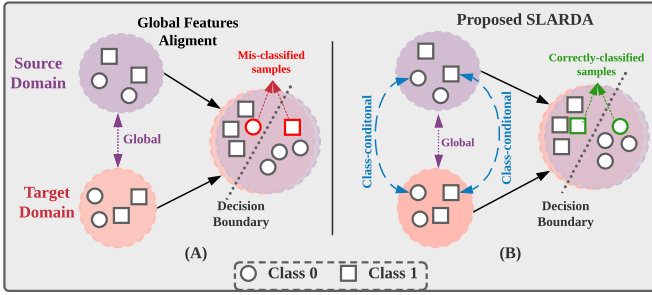 Global Features
Aligment
Source
Domain
Mis-classified
samples
Global
Target
Domain
Decision
Boundary
(A)
Proposed SLARDA
Correctly-classified
samples
Class-conditonal
Global
Class-conditonal
Decision
Boundary
(B)
Class 0
Class 1